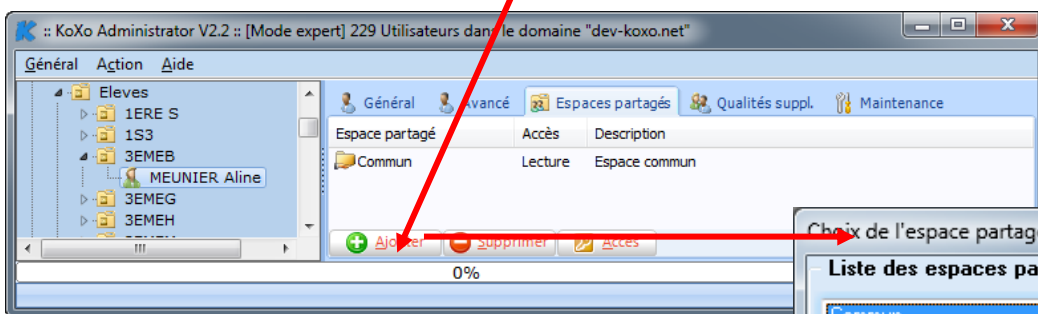 :: KoXo Administrator V2.2 :: [Mode expert] 229 Utilisateurs dans le domaine "dev-koxo.net"
Général Action Aide
Eleves
1ERE S
1S3
3EMEB
MEUNIER Aline
3EMEG
3EMEH
Général Avancé Espaces partagés Qualités suppl. Maintenance
Espace partagé Accès Description
Commun Lecture Espace commun
Ajouter Supprimer Accès
0%
Choix de l'espace partag
Liste des espaces pa